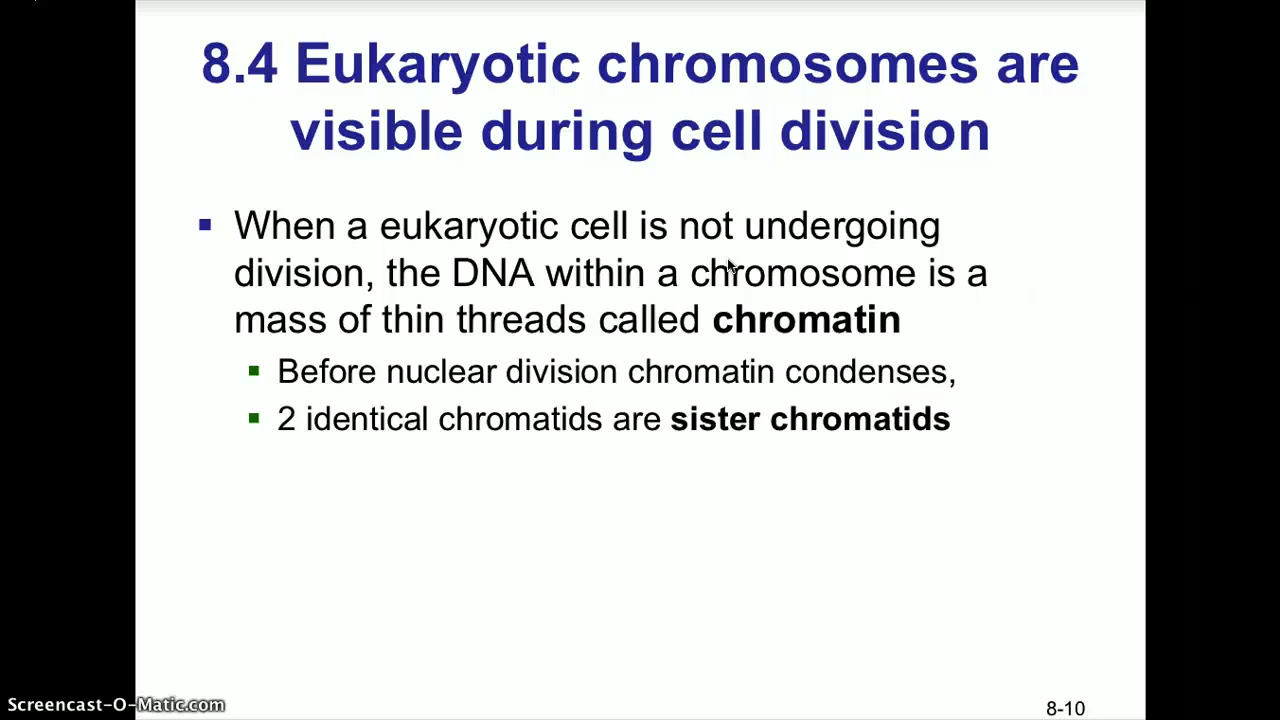 8.4 Eukaryotic chromosomes are
visible during cell division
▪ When a eukaryotic cell is not undergoing
division, the DNA within a chromosome is a
mass of thin threads called chromatin
▪ Before nuclear division chromatin condenses,
▪ 2 identical chromatids are sister chromatids
Screencast-O-Matic.com
8-10